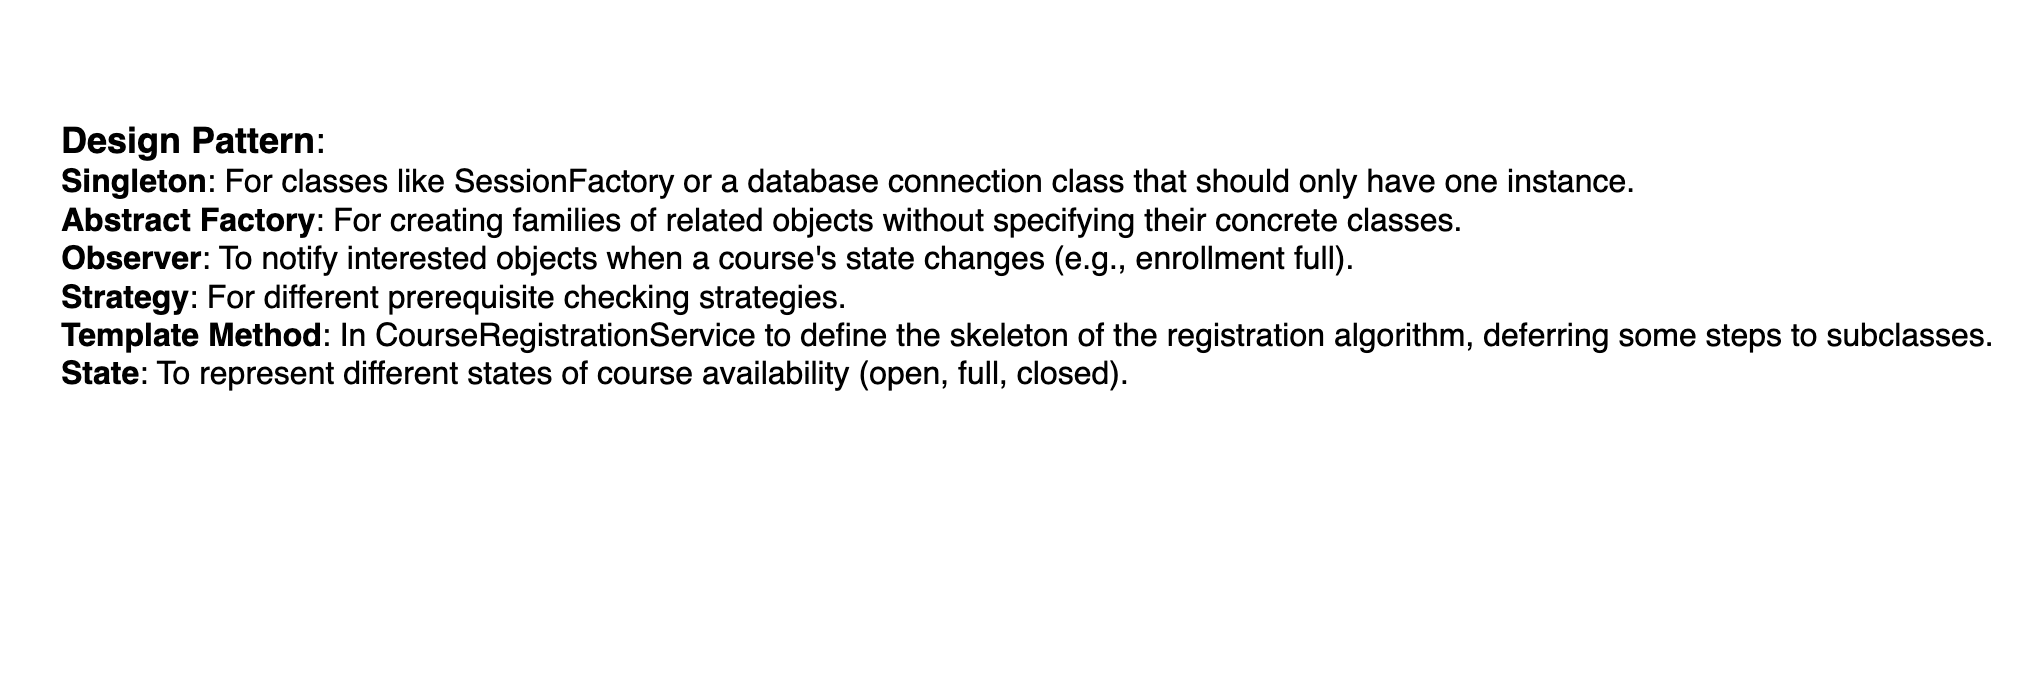 Design Pattern:
Singleton: For classes like SessionFactory or a database connection class that should only have one instance.
Abstract Factory: For creating families of related objects without specifying their concrete classes.
Observer: To notify interested objects when a course's state changes (e.g., enrollment full).
Strategy: For different prerequisite checking strategies.
Template Method: In CourseRegistrationService to define the skeleton of the registration algorithm, deferring some steps to subclasses.
State: To represent different states of course availability (open, full, closed).